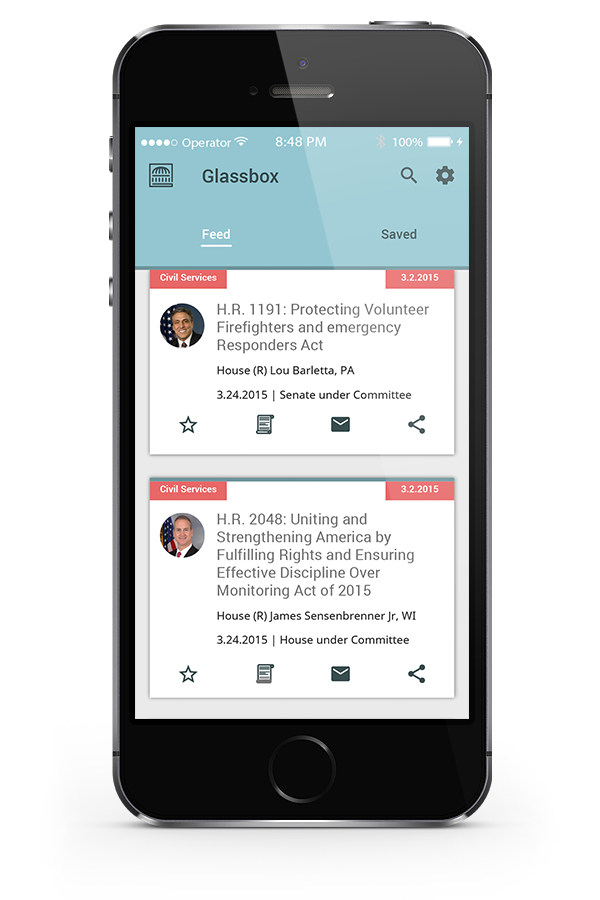 Operator 8:48 PM 100%
Glassbox
Feed Saved
Civil Services 3.2.2015
H.R. 1191: Protecting Volunteer
Firefighters and emergency
Responders Act
House (R) Lou Barletta, PA
3.24.2015 | Senate under Committee
Civil Services 3.2.2015
H.R. 2048: Uniting and
Strengthening America by
Fulfilling Rights and Ensuring
Effective Discipline Over
Monitoring Act of 2015
House (R) James Sensenbrenner Jr, WI
3.24.2015 | House under Committee